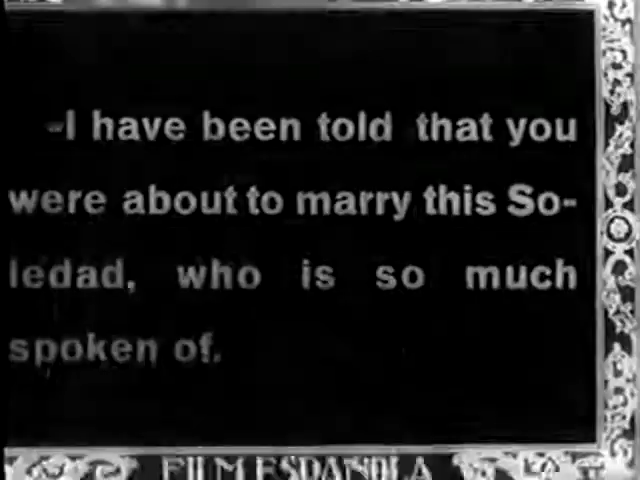 -I have been told that you
were about to marry this So-
ledad, who is so much
spoken of.
FILM ESPAÑOLA